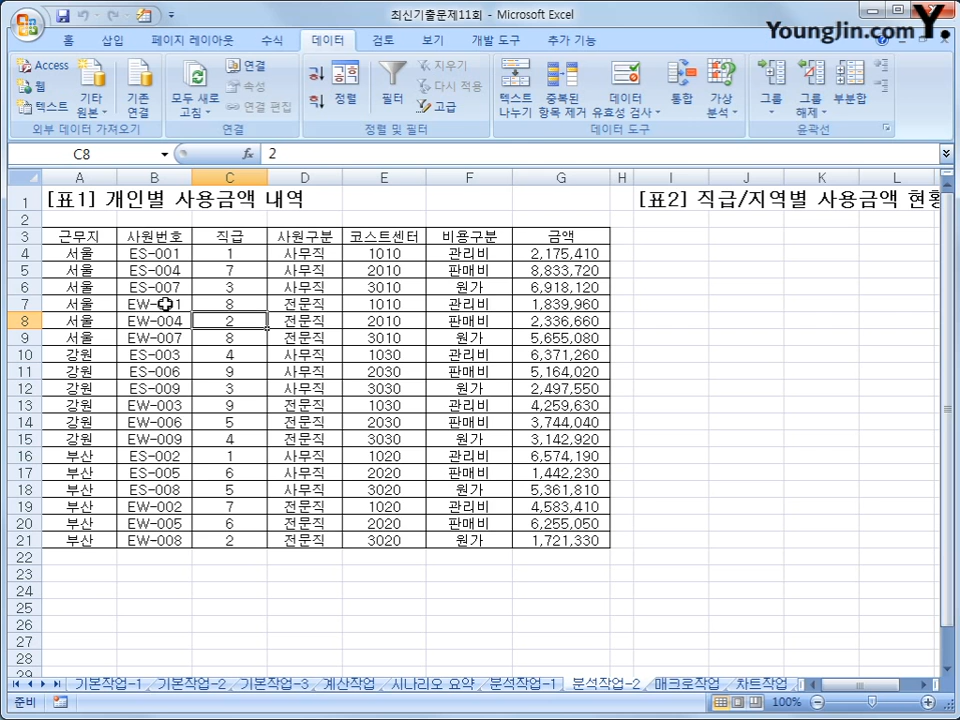 최신기출문제11회 - Microsoft Excel
YoungJin.com Y.
홈 삽입 페이지 레이아웃 수식 데이터 검토 보기 개발 도구 추가 기능
Access
웹
텍스트
기타 원본
기존 연결
외부 데이터 가져오기
모두 새로 고침
연결
속성
연결 편집
연결
정렬
필터
지우기
다시 적용
고급
정렬 및 필터
텍스트 나누기
중복된 항목 제거
데이터 유효성 검사
통합
가상 분석
데이터 도구
그룹
그룹 해제
부분합
윤곽선
C8 fx 2
A B C D E F G H I J K L
1 [표1] 개인별 사용금액 내역 [표2] 직급/지역별 사용금액 현황
2
3 근무지 사원번호 직급 사원구분 코스트센터 비용구분 금액
4 서울 ES-001 1 사무직 1010 관리비 2,175,410
5 서울 ES-004 7 사무직 2010 판매비 8,833,720
6 서울 ES-007 3 사무직 3010 원가 6,918,120
7 서울 8 전문직 1010 관리비 1,839,960
8 서울 EW-004 2 전문직 2010 판매비 2,336,660
9 서울 EW-007 8 전문직 3010 원가 5,655,080
10 강원 ES-003 4 사무직 1030 관리비 6,371,260
11 강원 ES-006 9 사무직 2030 판매비 5,164,020
12 강원 ES-009 3 사무직 3030 원가 2,497,550
13 강원 EW-003 9 전문직 1030 관리비 4,259,630
14 강원 EW-006 5 전문직 2030 판매비 3,744,040
15 강원 EW-009 4 전문직 3030 원가 3,142,920
16 부산 ES-002 1 사무직 1020 관리비 6,574,190
17 부산 ES-005 6 사무직 2020 판매비 1,442,230
18 부산 ES-008 5 사무직 3020 원가 5,361,810
19 부산 EW-002 7 전문직 1020 관리비 4,583,410
20 부산 EW-005 6 전문직 2020 판매비 6,255,050
21 부산 EW-008 2 전문직 3020 원가 1,721,330
22
23
24
25
26
27
28
29
기본작업-1 기본작업-2 기본작업-3 계산작업 시나리오 요약 분석작업-1 분석작업-2 매크로작업 차트작업
준비 100%